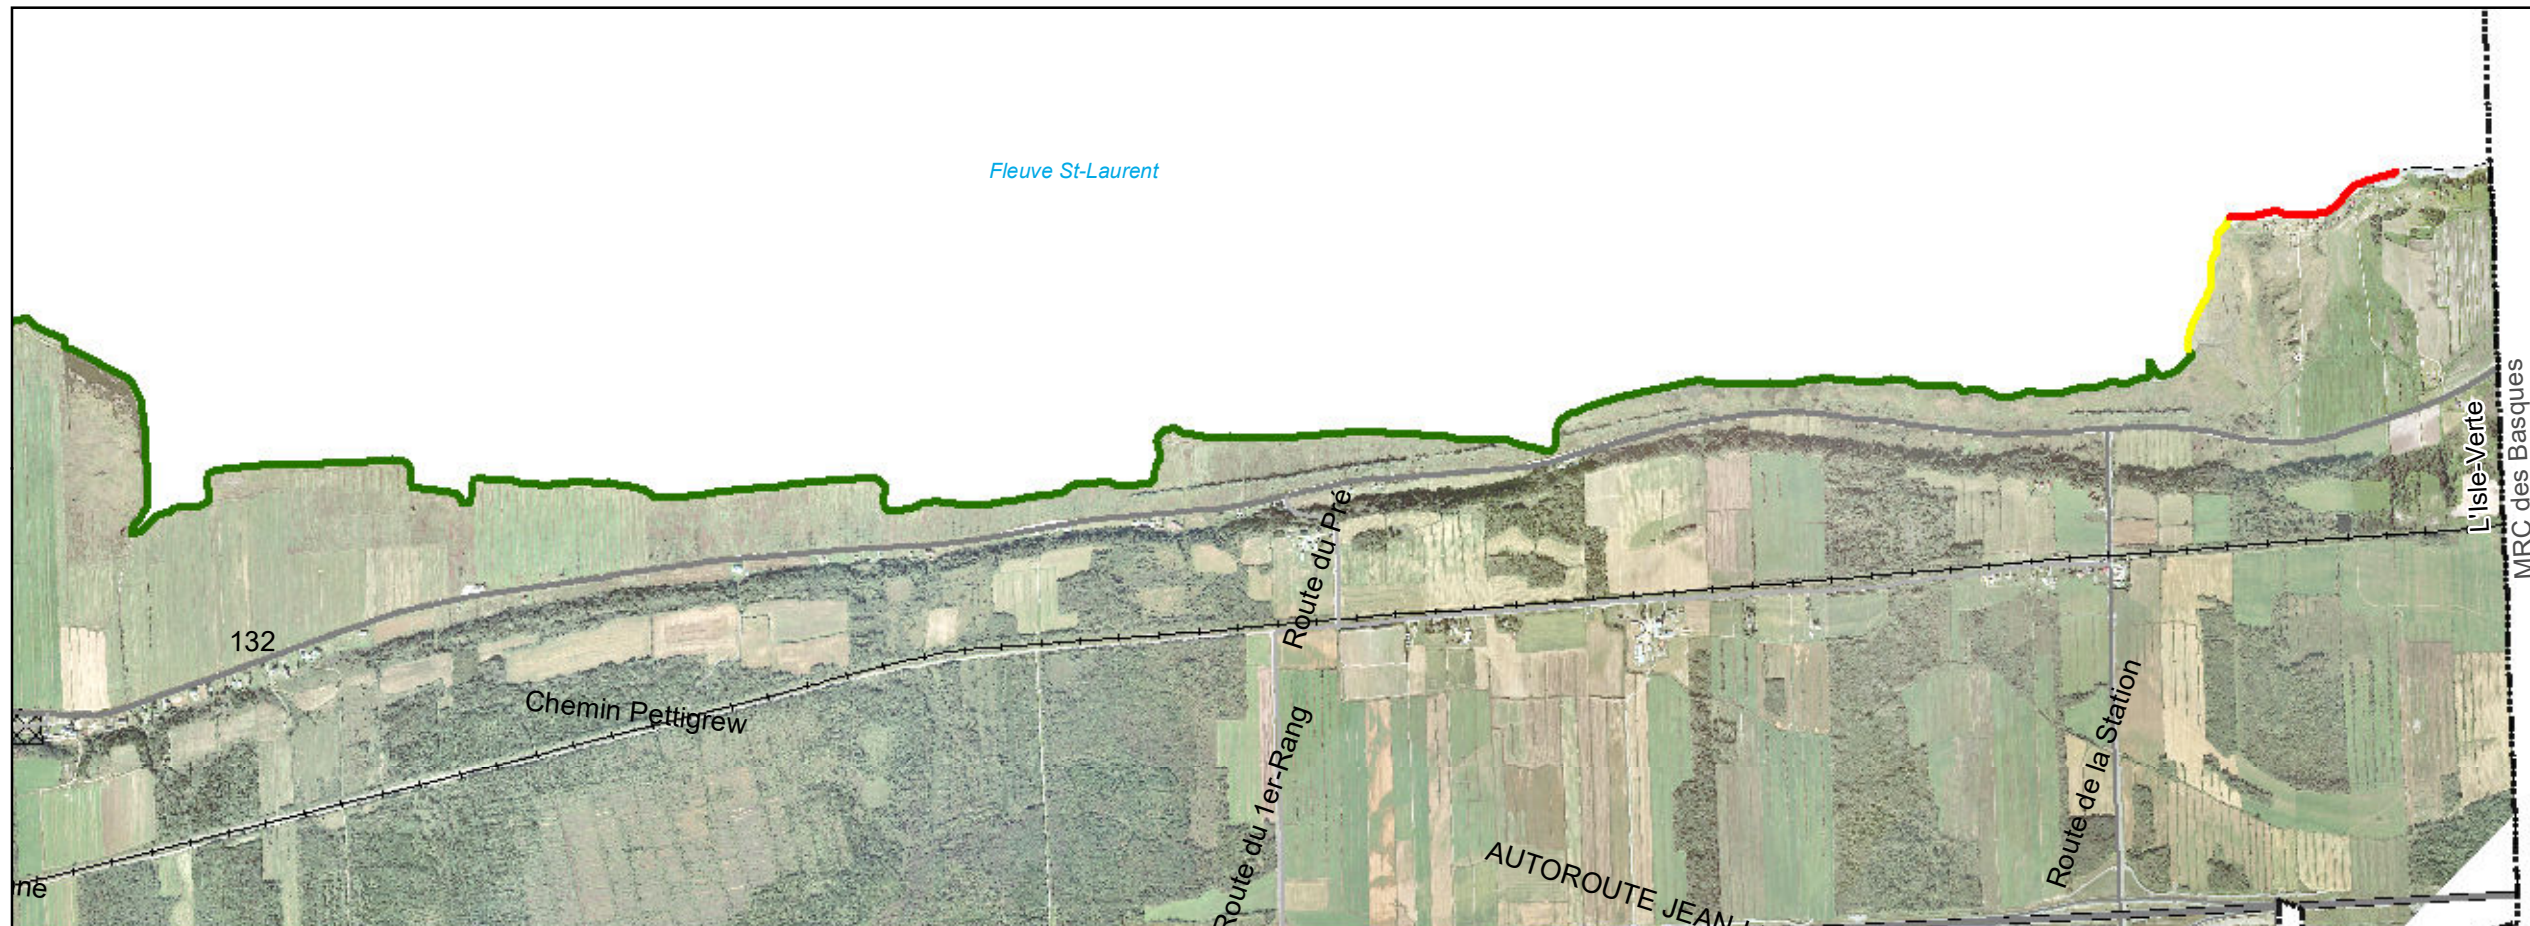 Fleuve St-Laurent
L'Isle-Verte
MRC des Basques
Route du Pré
132
Chemin Pettigrew
Route du 1er-Rang
Route de la Station
AUTOROUTE JEAN-L
ne